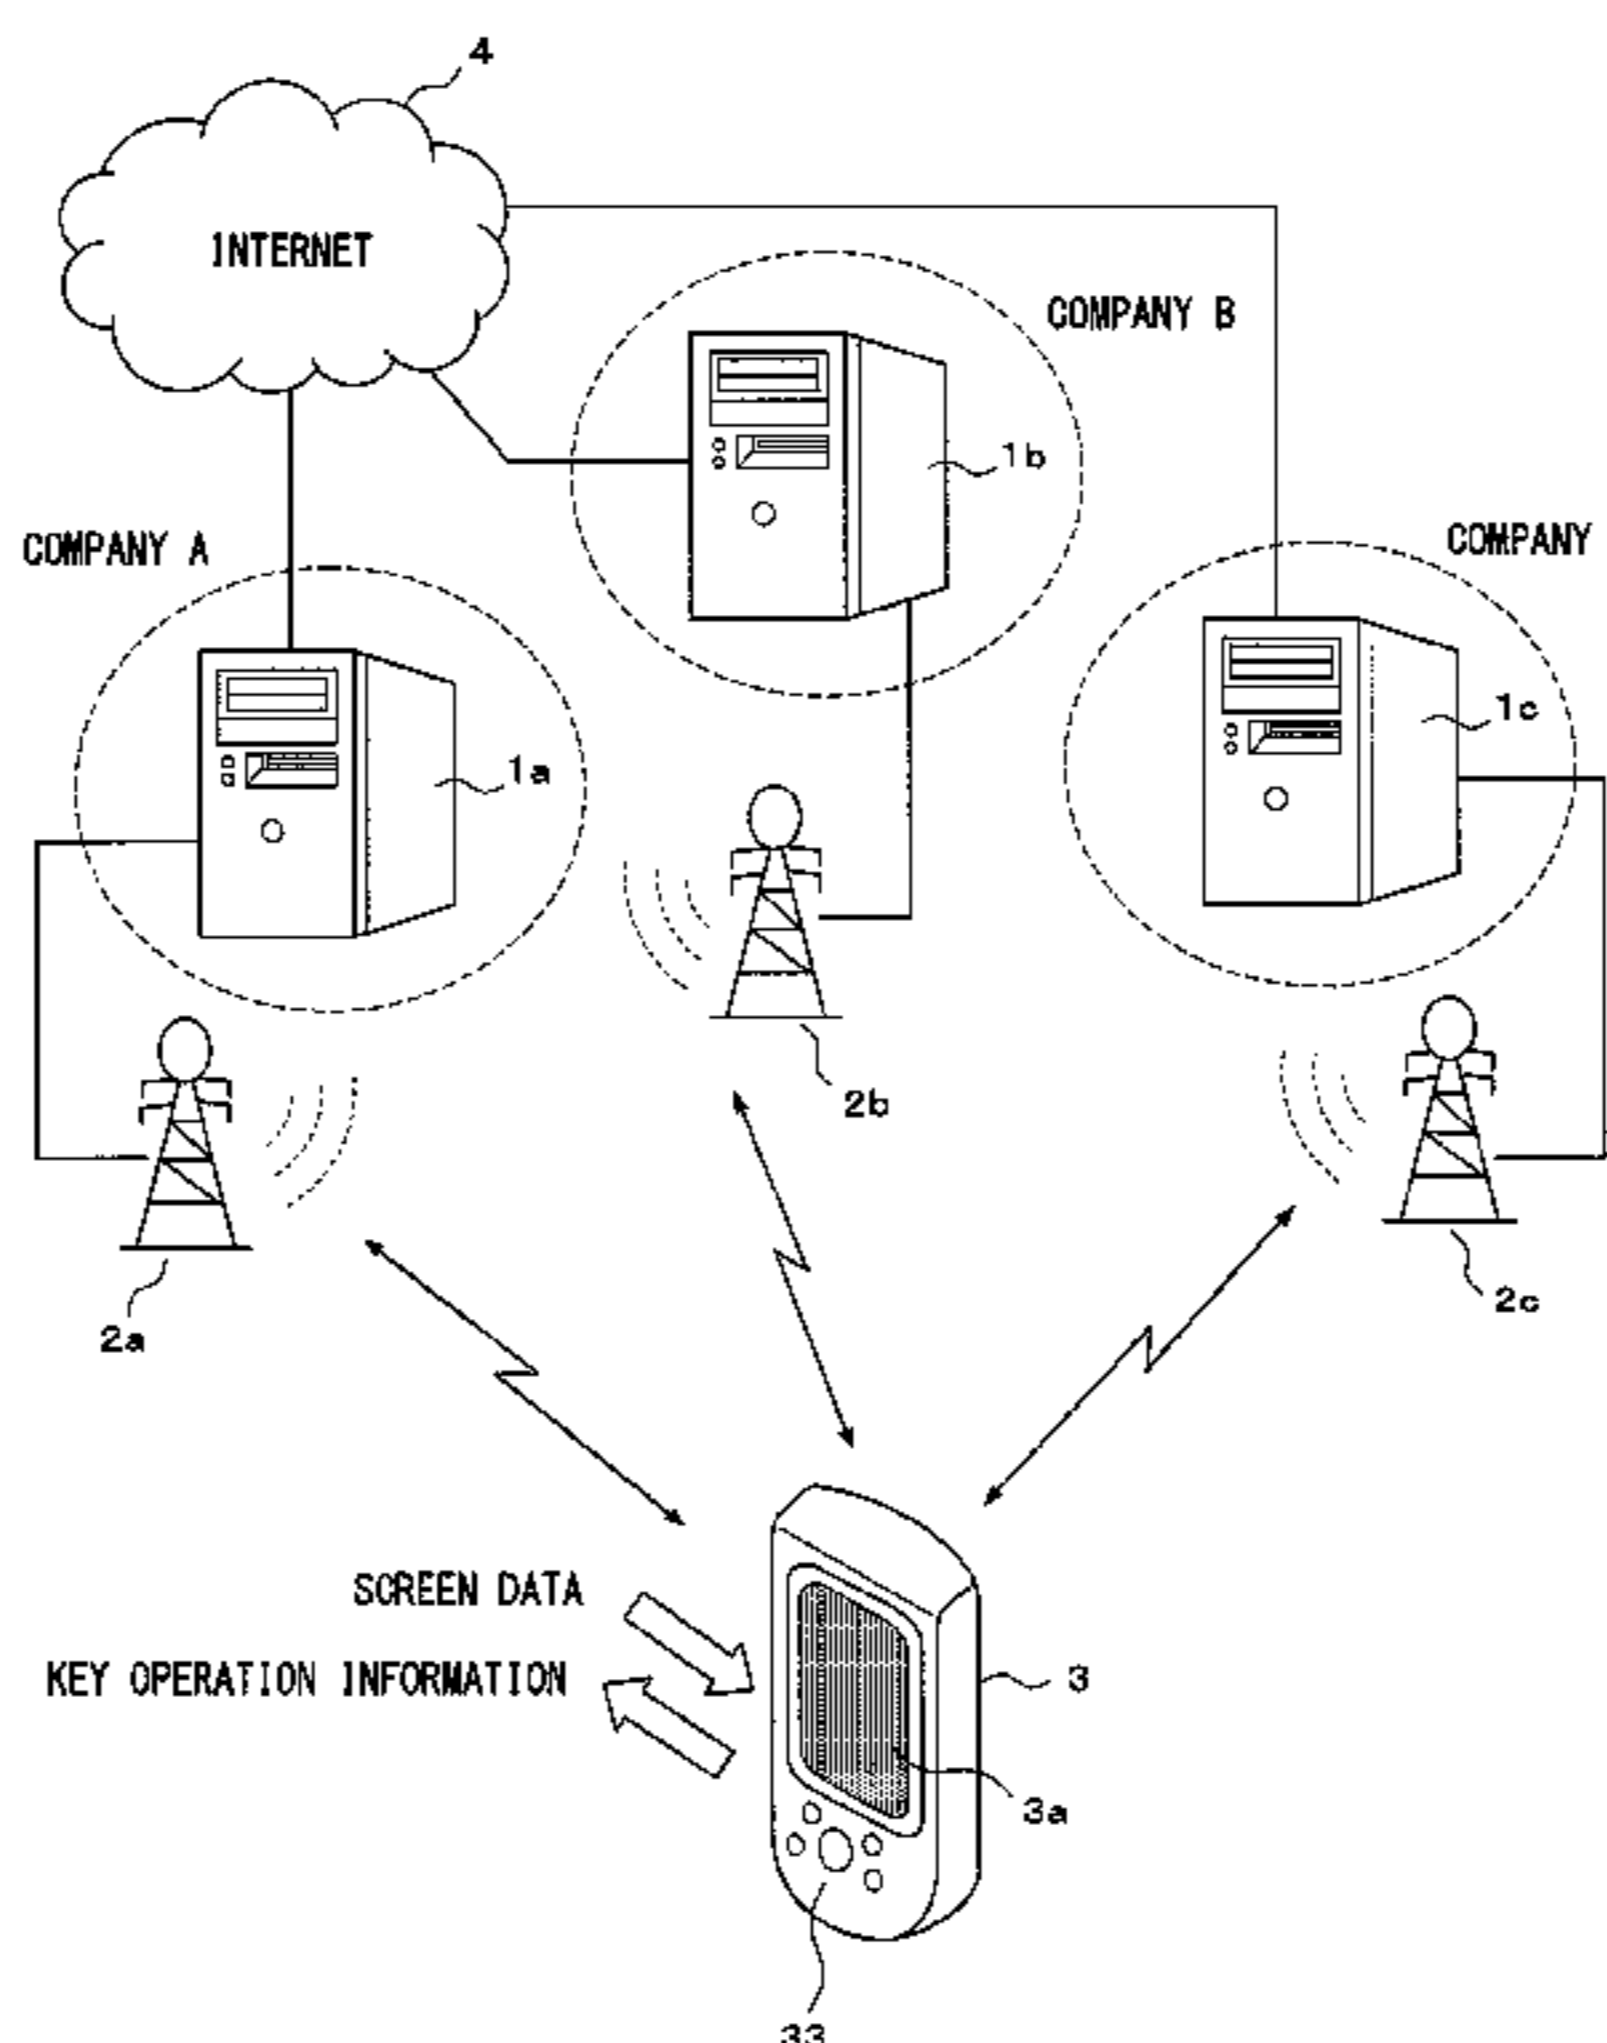 4
INTERNET
COMPANY B
1b
COMPANY A
COMPANY
1c
1a
2b
2c
2a
SCREEN DATA
KEY OPERATION INFORMATION
3
3a
33